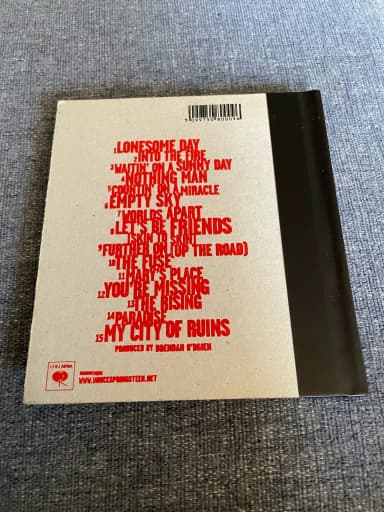 1 LONESOME DAY
2 INTO THE FIRE
3 WAITIN' ON A SUNNY DAY
4 NOTHING MAN
5 COUNTIN' ON A MIRACLE
6 EMPTY SKY
7 WORLDS APART
8 LET'S BE FRIENDS
(SKIN TO SKIN)
9 FURTHER ON (UP THE ROAD)
10 THE FUSE
11 MARY'S PLACE
12 YOU'RE MISSING
13 THE RISING
14 PARADISE
15 MY CITY OF RUINS
PRODUCED BY BRENDAN O'BRIEN
COLUMBIA
WWW.BRUCESPRINGSTEEN.NET